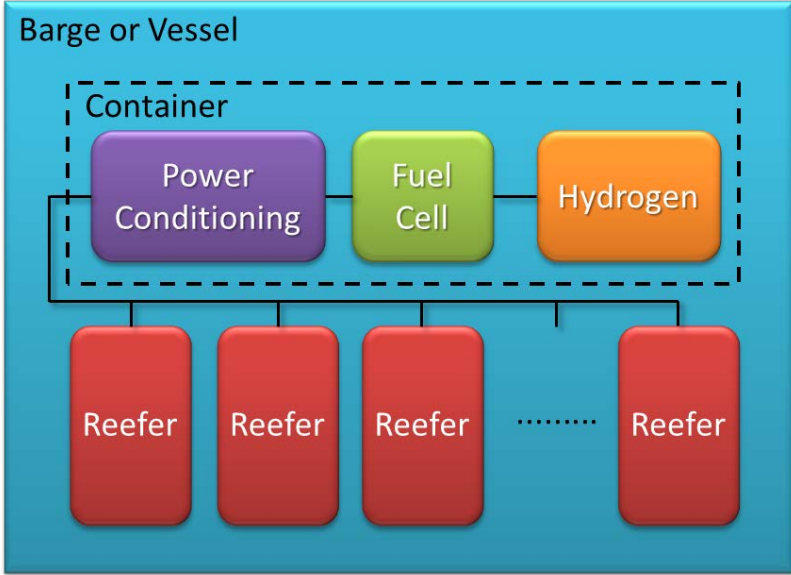 Barge or Vessel
Container
Power
Conditioning
Fuel
Cell
Hydrogen
Reefer
Reefer
Reefer
.........
Reefer